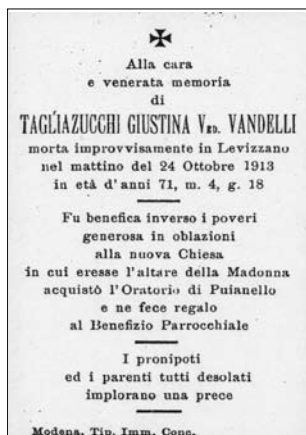 Alla cara
e venerata memoria
di
TAGLIAZUCCHI GIUSTINA VED. VANDELLI
morta improvvisamente in Levizzano
nel mattino del 24 Ottobre 1913
in età d'anni 71, m. 4, g. 18
Fu benefica inverso i poveri
generosa in oblazioni
alla nuova Chiesa
in cui eresse l'altare della Madonna
acquistò l'Oratorio di Puianello
e ne fece regalo
al Benefizio Parrocchiale
I pronipoti
ed i parenti tutti desolati
implorano una prece
Modena, Tip. Imm. Conc.